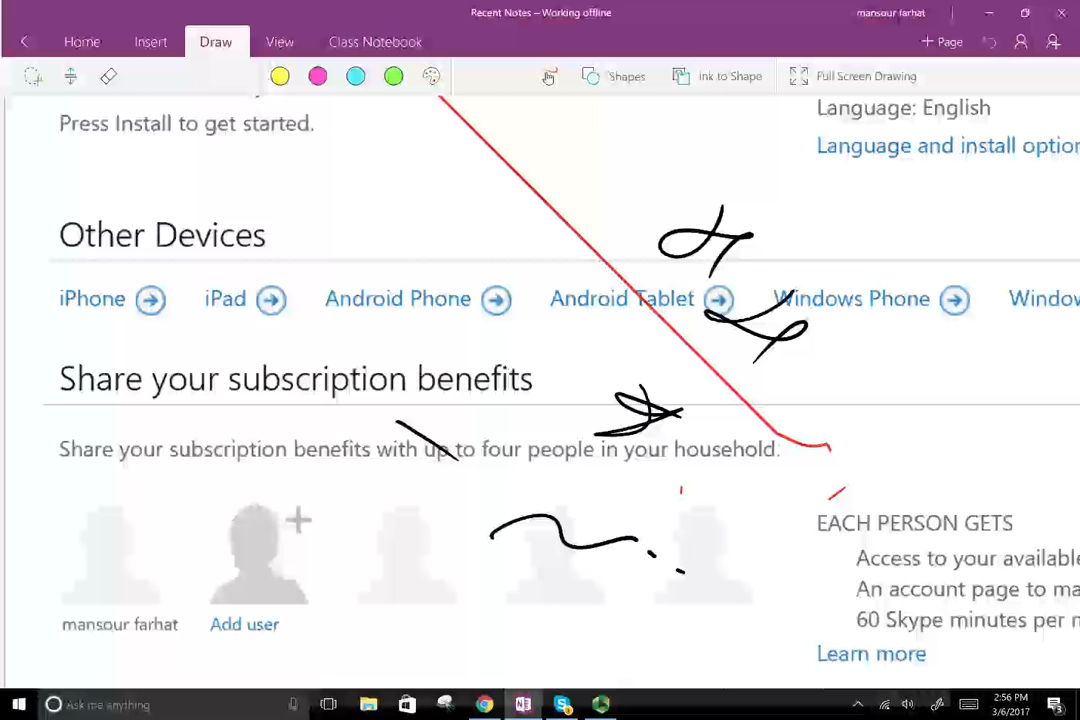 Recent Notes – Working offline
mansour farhat
Home Insert Draw View Class Notebook
+ Page
Shapes Ink to Shape Full Screen Drawing
Press Install to get started.
Language: English
Language and install option
Other Devices
iPhone iPad Android Phone Android Tablet Windows Phone Window
Share your subscription benefits
Share your subscription benefits with up to four people in your household.
mansour farhat
Add user
EACH PERSON GETS
Access to your available
An account page to ma
60 Skype minutes per m
Learn more
Ask me anything
2:56 PM
3/6/2017
3